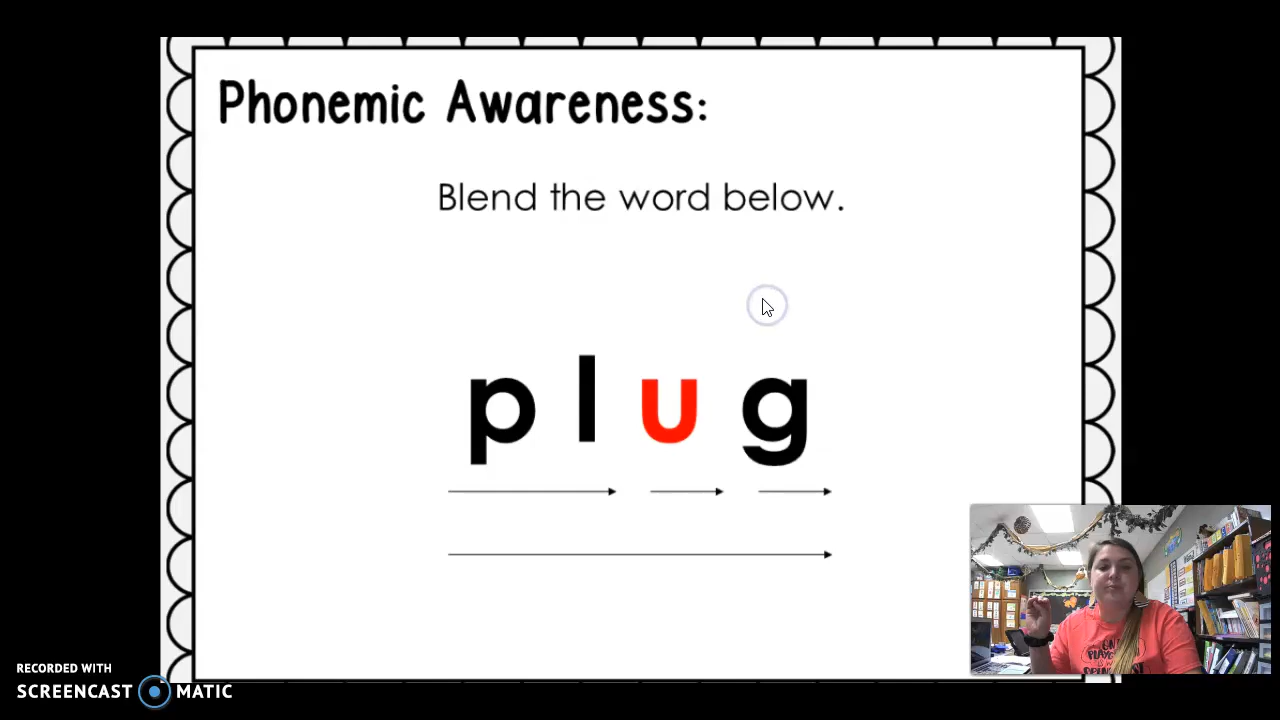 Phonemic Awareness:
Blend the word below.
p l u g
RECORDED WITH
SCREENCAST MATIC